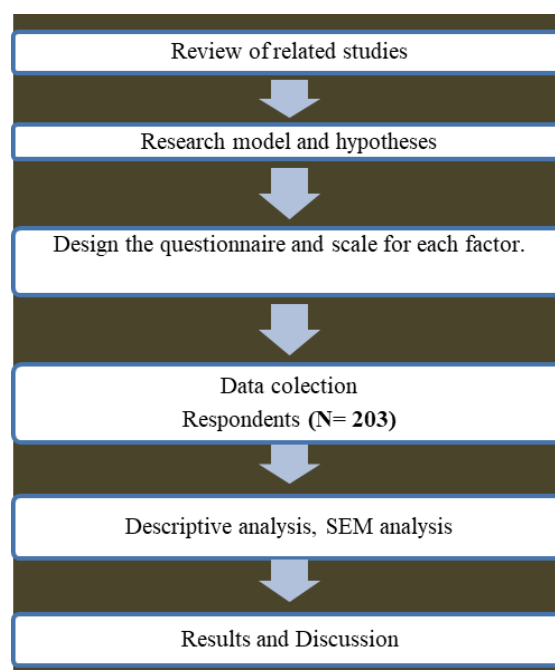 Review of related studies
Research model and hypotheses
Design the questionnaire and scale for each factor.
Data colection
Respondents (N= 203)
Descriptive analysis, SEM analysis
Results and Discussion